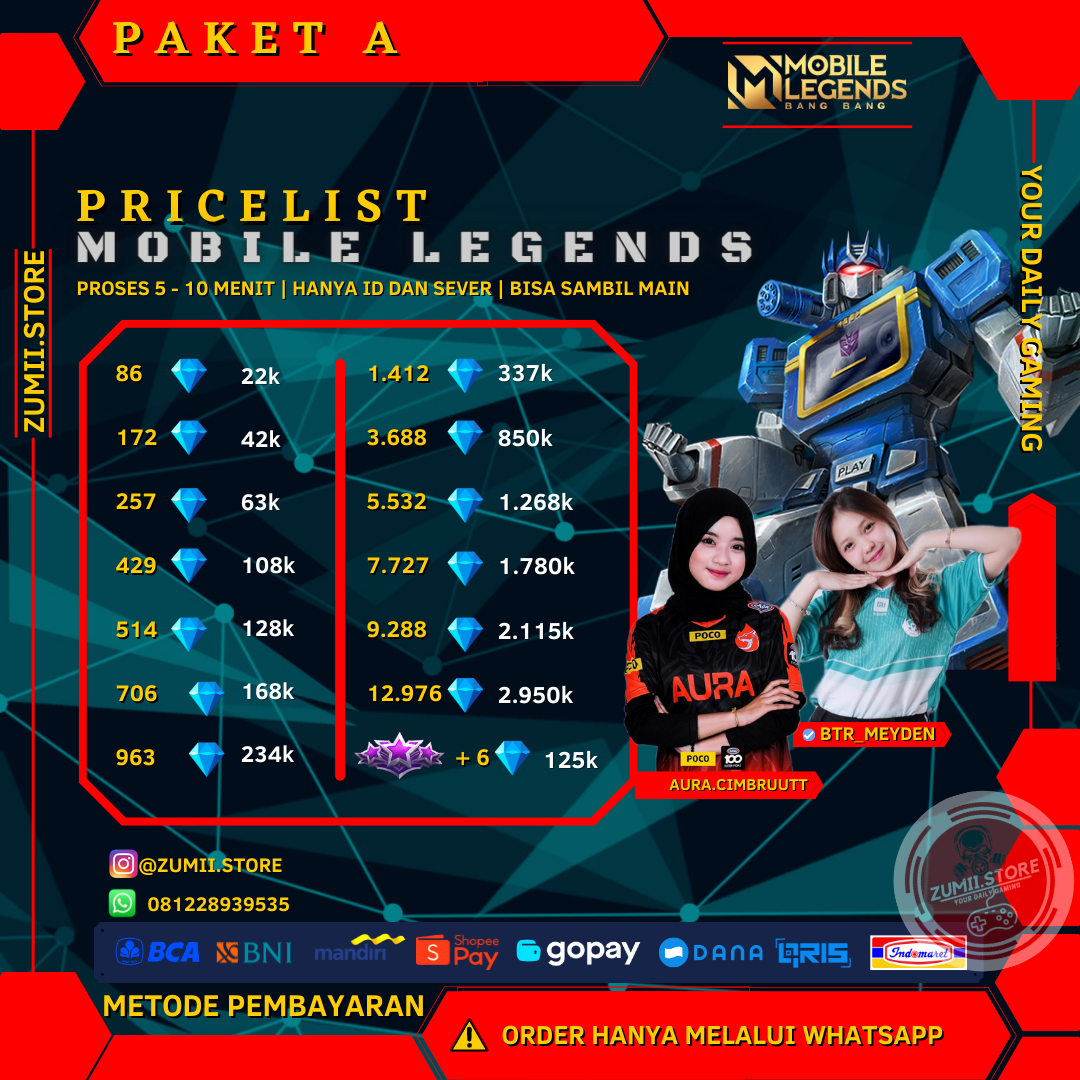 PAKET A
MOBILE
LEGENDS
BANG BANG
PRICELIST
MOBILE LEGENDS
PROSES 5 - 10 MENIT | HANYA ID DAN SEVER | BISA SAMBIL MAIN
ZUMII.STORE
YOUR DAILY GAMING
86 22k
172 42k
257 63k
429 108k
514 128k
706 168k
963 234k
1.412 337k
3.688 850k
5.532 1.268k
7.727 1.780k
9.288 2.115k
12.976 2.950k
+ 6 125k
PLAY
POCO
AURA
POCO
100
BTR_MEYDEN
AURA.CIMBRUUTT
@ZUMII.STORE
081228939535
ZUMII.STORE
YOUR DAILY GAMING
BCA BNI mandiri Shopee Pay gopay DANA QRIS Indomaret
METODE PEMBAYARAN
ORDER HANYA MELALUI WHATSAPP